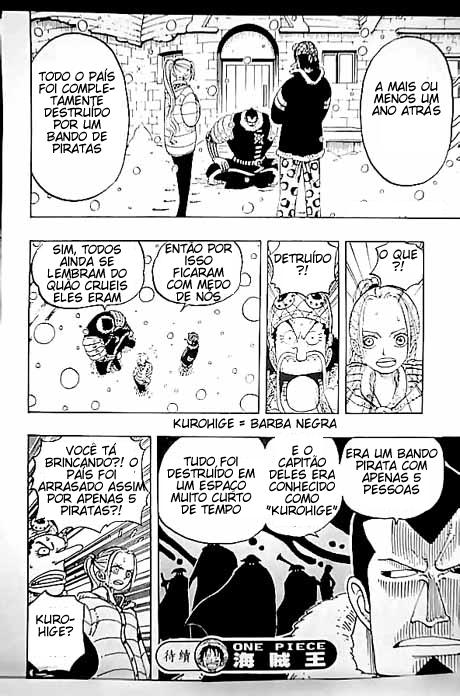 A MAIS OU
MENOS UM
ANO ATRÁS
TODO O PAÍS
FOI COMPLE-
TAMENTE
DESTRUÍDO
POR UM
BANDO DE
PIRATAS
O QUE
?!
DETRUÍDO
?!
ENTÃO POR
ISSO
FICARAM
COM MEDO
DE NÓS
SIM, TODOS
AINDA SE
LEMBRAM DO
QUÃO CRUEIS
ELES ERAM
KUROHIGE = BARBA NEGRA
ERA UM BANDO
PIRATA COM
APENAS 5
PESSOAS
E O
CAPITÃO
DELES ERA
CONHECIDO
COMO
"KUROHIGE"
TUDO FOI
DESTRUÍDO EM
UM ESPAÇO
MUITO CURTO
DE TEMPO
VOCÊ TÁ
BRINCANDO?! O
PAÍS FOI
ARRASADO ASSIM
POR APENAS 5
PIRATAS?!
KURO-
HIGE?
待續
ONE PIECE
海賊王